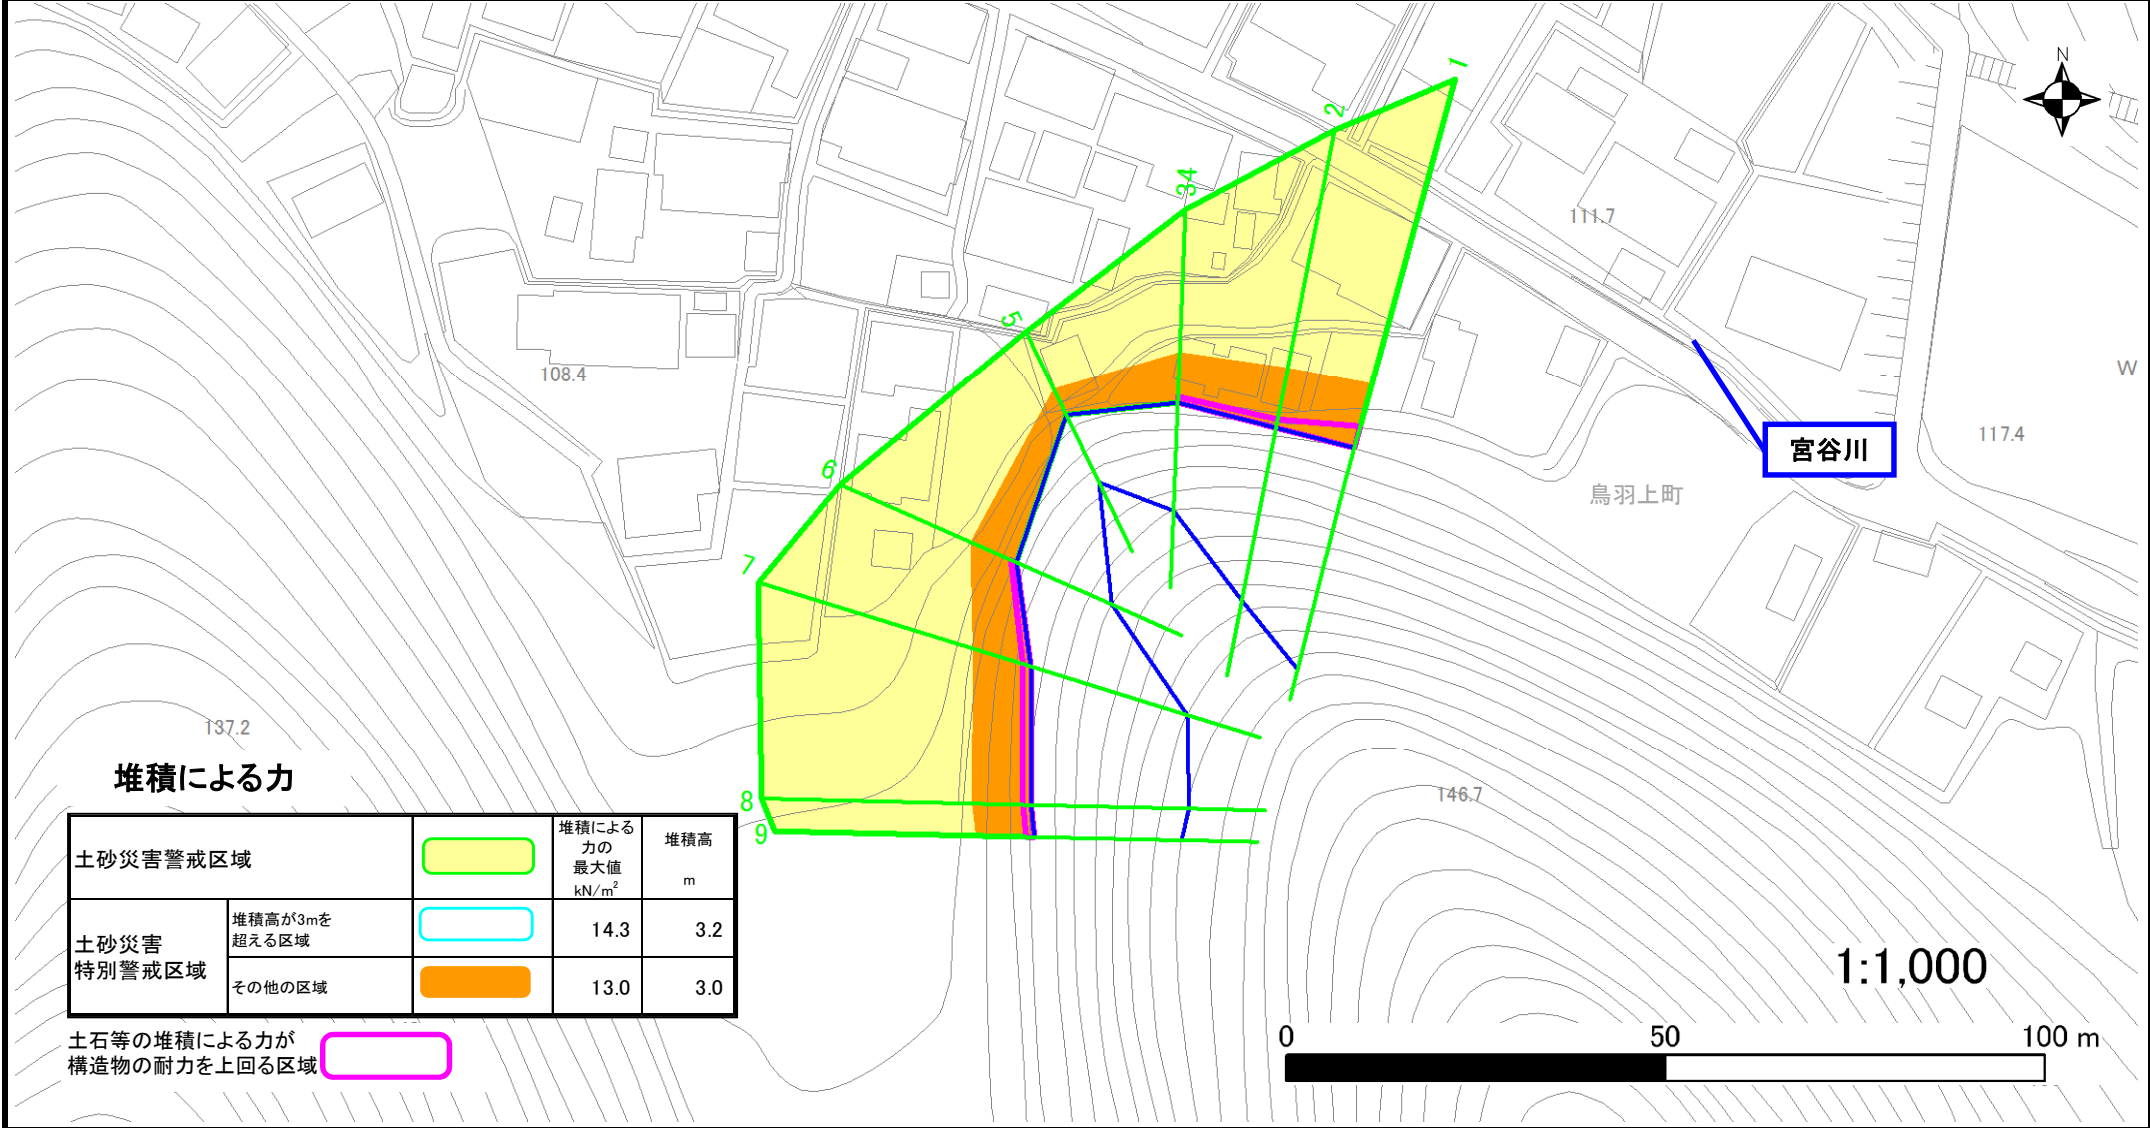 1
N
2
34
111.7
5
108.4
W
宮谷川
117.4
6
鳥羽上町
7
137.2
堆積による力
8
146.7
9
土砂災害警戒区域
堆積による
力の
最大値
kN/m²
堆積高
m
土砂災害
特別警戒区域
堆積高が3mを
超える区域
14.3
3.2
その他の区域
13.0
3.0
土石等の堆積による力が
構造物の耐力を上回る区域
1:1,000
0
50
100 m